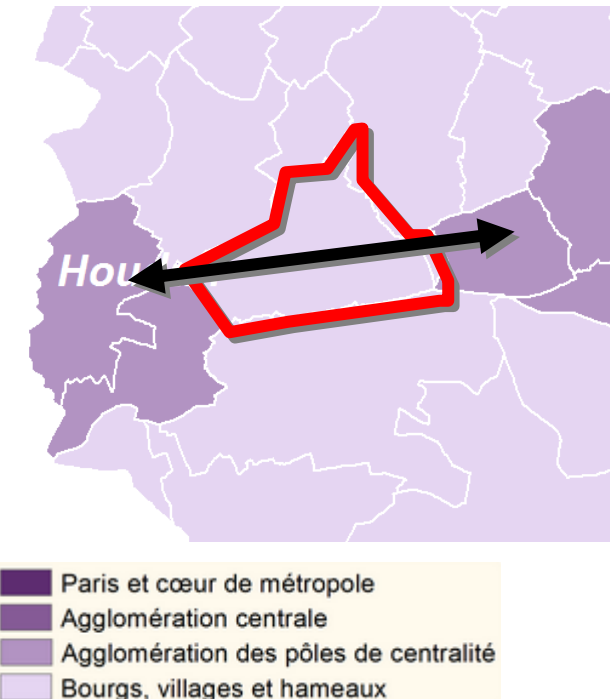 Hou
Paris et cœur de métropole
Agglomération centrale
Agglomération des pôles de centralité
Bourgs, villages et hameaux